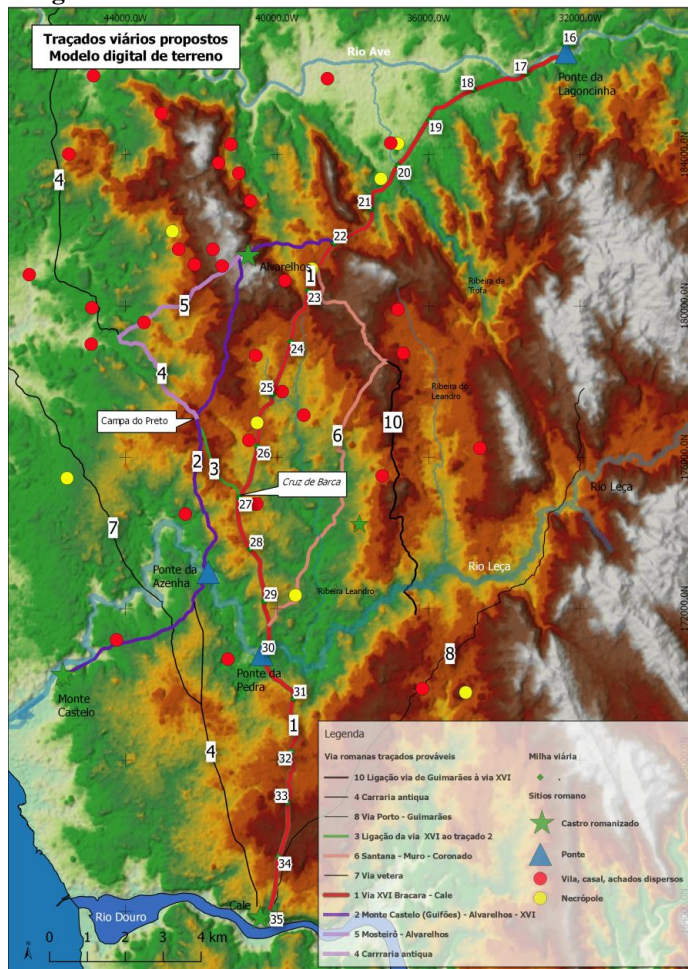 Traçados viários propostos
Modelo digital de terreno
44000.0W
40000.0W
36000.0W
32000.0W
Rio Ave
16
17
18
19
Ponte da
Lagoncinha
184000.0N
4
20
21
22
Alvarelhos
1
23
Ribeira da
Trofa
180000.0N
5
24
4
25
Ribeira do
Leandro
Campa do Preto
6
10
2
3
26
Cruz de Barca
176000.0N
27
7
28
Rio Leça
Rio Leça
Ponte da
Azenha
29
Ribeira Leandro
172000.0N
30
Ponte da
Pedra
8
Monte
Castelo
31
1
4
32
33
34
Cale
35
Rio Douro
0
1
2
3
4 km
N
Legenda
Via romanas traçados prováveis
10 Ligação via de Guimarães à via XVI
4 Carraria antiqua
8 Via Porto - Guimarães
3 Ligação da via XVI ao traçado 2
6 Santana - Muro - Coronado
7 Via vetera
1 Via XVI Bracara - Cale
2 Monte Castelo (Guifões) - Alvarelhos - XVI
5 Mosteirô - Alvarelhos
4 Carrraria antiqua
Milha viária
.
Sitios romano
Castro romanizado
Ponte
Vila, casal, achados dispersos
Necrópole